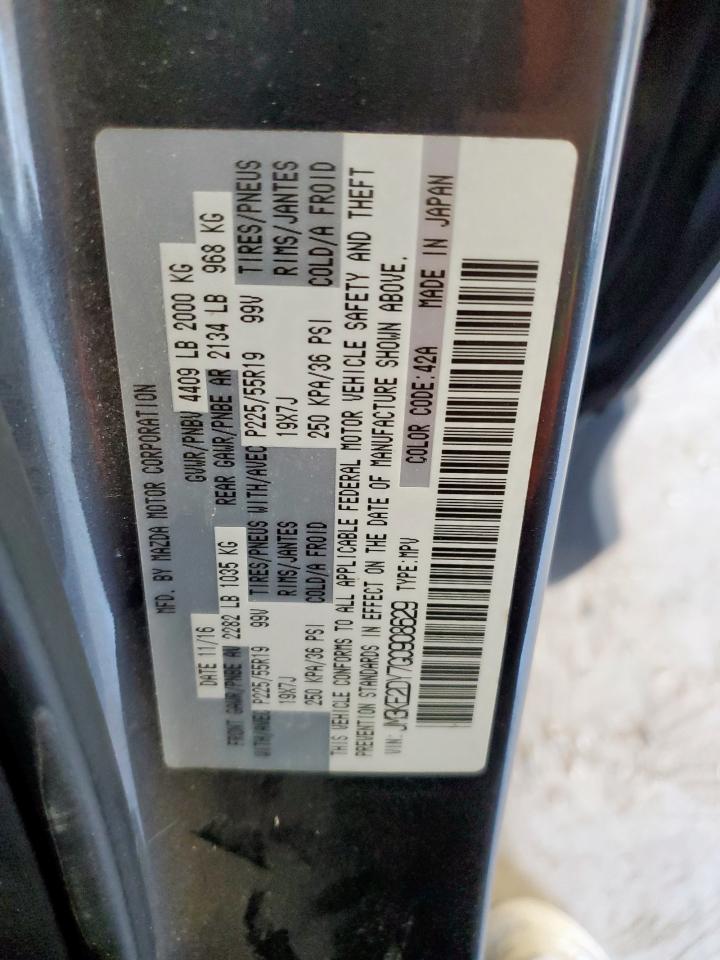 MFD. BY MAZDA MOTOR CORPORATION
DATE 11/16 GVWR/PNBV 4409 LB 2000 KG
FRONT GAWR/PNBE AV 2282 LB 1035 KG REAR GAWR/PNBE AR 2134 LB 968 KG
WITH/AVEC P225/55R19 99V TIRES/PNEUS WITH/AVEC P225/55R19 99V TIRES/PNEUS
19X7J RIMS/JANTES 19X7J RIMS/JANTES
250 KPA/36 PSI COLD/A FROID 250 KPA/36 PSI COLD/A FROID
THIS VEHICLE CONFORMS TO ALL APPLICABLE FEDERAL MOTOR VEHICLE SAFETY AND THEFT
PREVENTION STANDARDS IN EFFECT ON THE DATE OF MANUFACTURE SHOWN ABOVE.
VIN: JM3KE2DY7G0908629 TYPE:MPV COLOR CODE:42A MADE IN JAPAN